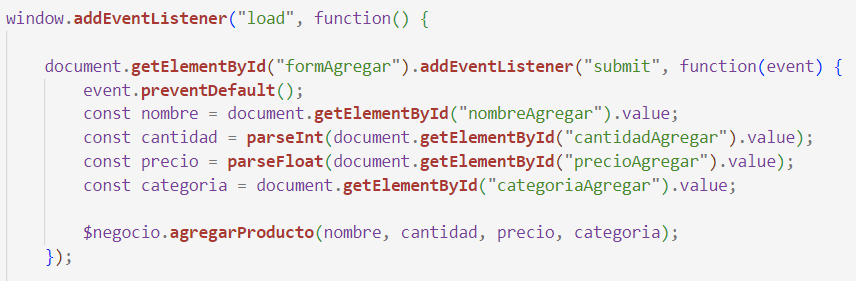 window.addEventListener("load", function() {
document.getElementById("formAgregar").addEventListener("submit", function(event) {
event.preventDefault();
const nombre = document.getElementById("nombreAgregar").value;
const cantidad = parseInt(document.getElementById("cantidadAgregar").value);
const precio = parseFloat(document.getElementById("precioAgregar").value);
const categoria = document.getElementById("categoriaAgregar").value;
$negocio.agregarProducto(nombre, cantidad, precio, categoria);
});